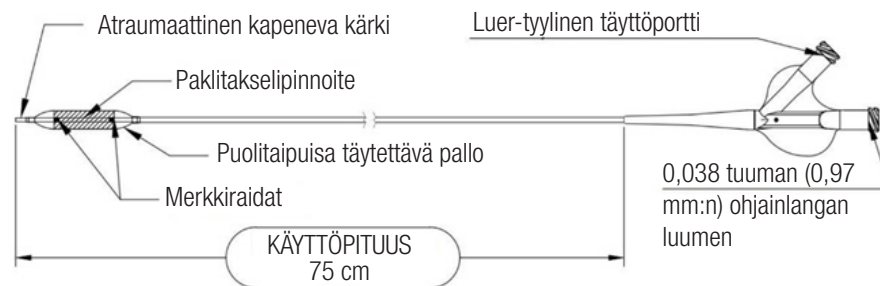 Atraumaattinen kapeneva kärki
Luer-tyylinen täyttöportti
Paklitakselipinnoite
Puolitaipuisa täytettävä pallo
Merkkiraidat
0,038 tuuman (0,97
mm:n) ohjainlangan
luumen
KÄYTTÖPITUUS
75 cm